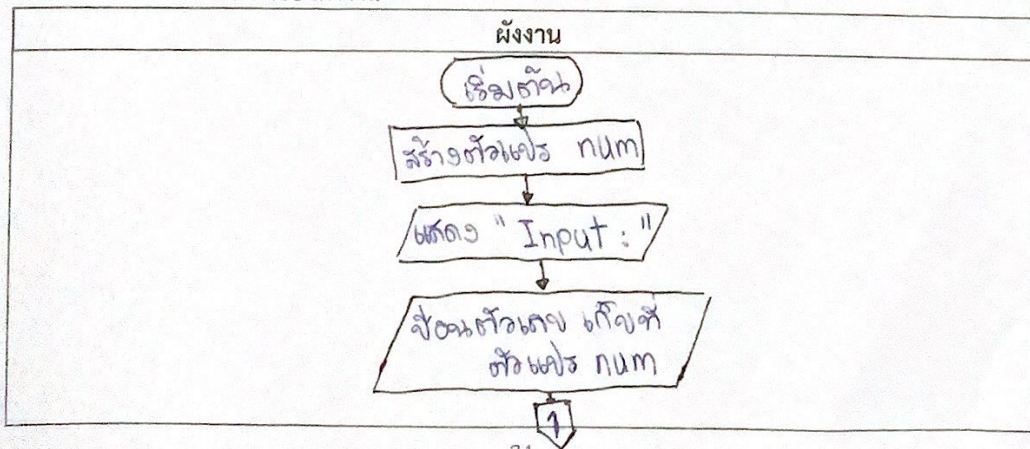 ผังงาน
เริ่มต้น
สร้างตัวแปร num
แสดง "Input : "
ป้อนตัวเลข เก็บที่
ตัวแปร num
1